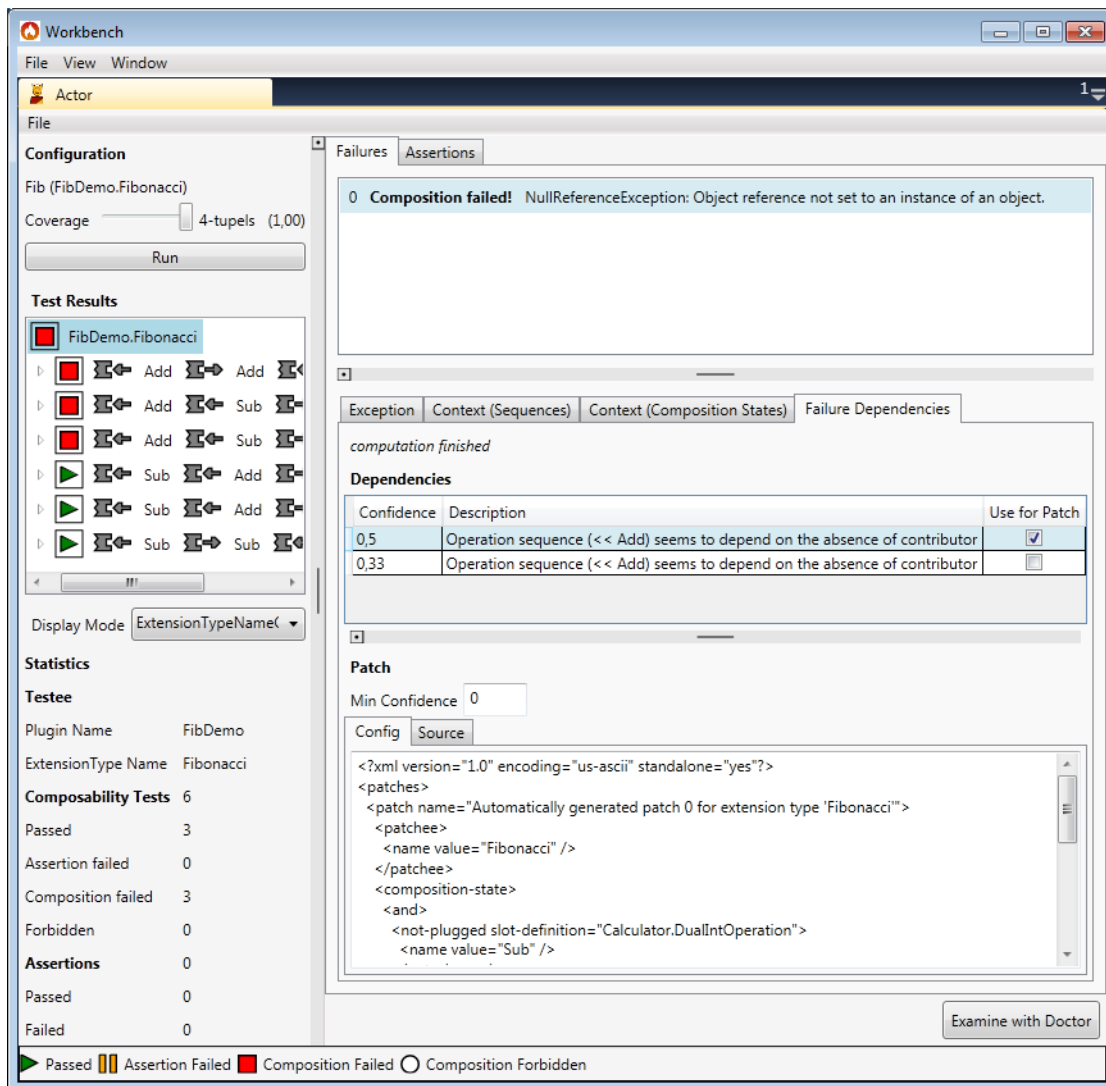 Workbench
File View Window
Actor
1
File
Configuration
Fib (FibDemo.Fibonacci)
Coverage 4-tupels (1,00)
Run
Test Results
FibDemo.Fibonacci
Add Add
Add Sub
Add Sub
Sub Add
Sub Add
Sub Sub
Display Mode ExtensionTypeName(
Statistics
Testee
Plugin Name FibDemo
ExtensionType Name Fibonacci
Composability Tests 6
Passed 3
Assertion failed 0
Composition failed 3
Forbidden 0
Assertions 0
Passed 0
Failed 0
Failures Assertions
0 Composition failed! NullReferenceException: Object reference not set to an instance of an object.
Exception Context (Sequences) Context (Composition States) Failure Dependencies
computation finished
Dependencies
Confidence Description Use for Patch
0,5 Operation sequence (<< Add) seems to depend on the absence of contributor
0,33 Operation sequence (<< Add) seems to depend on the absence of contributor
Patch
Min Confidence 0
Config Source
<?xml version="1.0" encoding="us-ascii" standalone="yes"?>
<patches>
<patch name="Automatically generated patch 0 for extension type 'Fibonacci'">
<patchee>
<name value="Fibonacci" />
</patchee>
<composition-state>
<and>
<not-plugged slot-definition="Calculator.DualIntOperation">
<name value="Sub" />
Examine with Doctor
Passed Assertion Failed Composition Failed Composition Forbidden